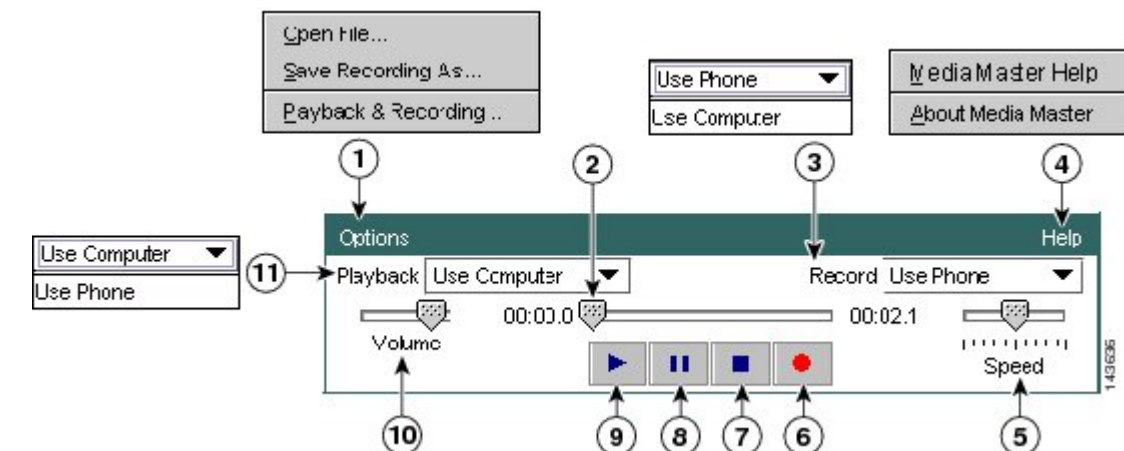 Open File...
Save Recording As...
Playback & Recording...
Use Phone
Use Computer
Media Master Help
About Media Master
1
2
3
4
Options
Help
Use Computer
Use Phone
11
Playback
Use Computer
Record
Use Phone
00:00.0
00:02.1
Volume
Speed
10
9
8
7
6
5
143636